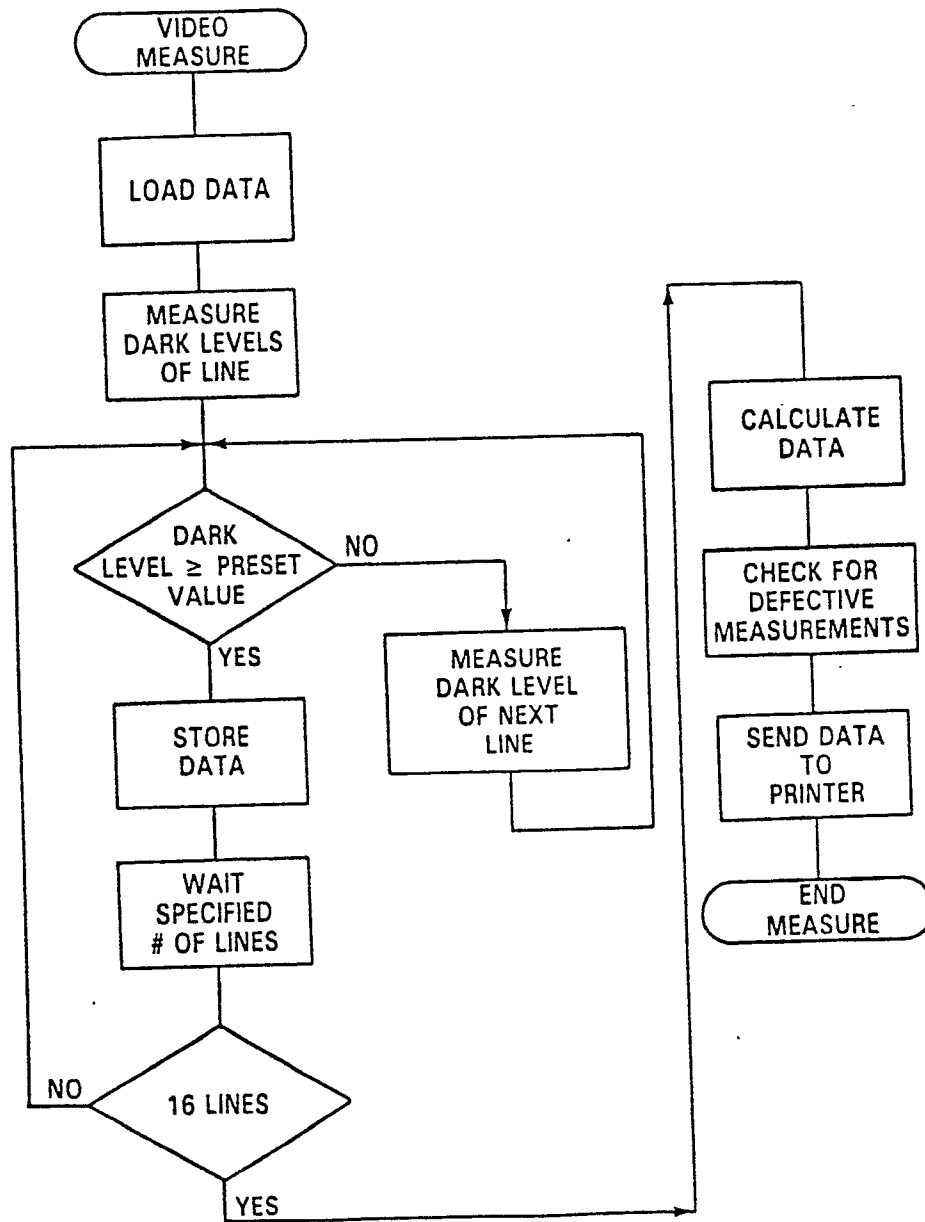 VIDEO
MEASURE
LOAD DATA
MEASURE
DARK LEVELS
OF LINE
DARK
LEVEL ≥ PRESET
VALUE
NO
YES
STORE
DATA
MEASURE
DARK LEVEL
OF NEXT
LINE
WAIT
SPECIFIED
# OF LINES
16 LINES
NO
YES
CALCULATE
DATA
CHECK FOR
DEFECTIVE
MEASUREMENTS
SEND DATA
TO
PRINTER
END
MEASURE